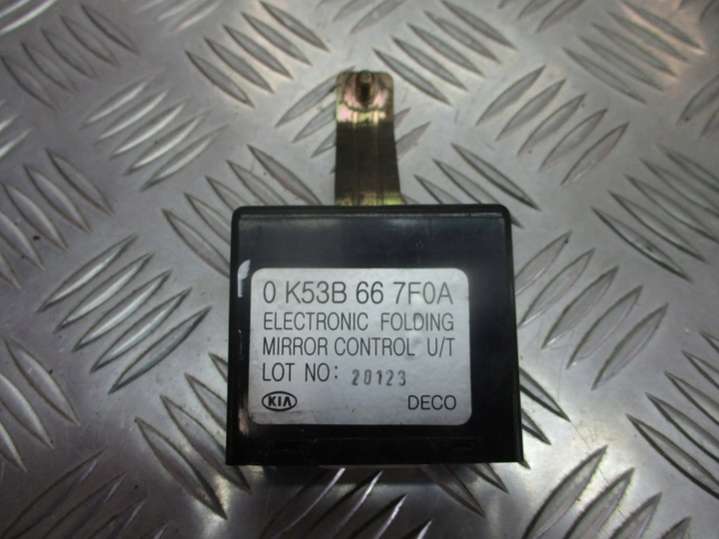 0 K53B 66 7F0A
ELECTRONIC FOLDING
MIRROR CONTROL U/T
LOT NO: 20123
KIA DECO